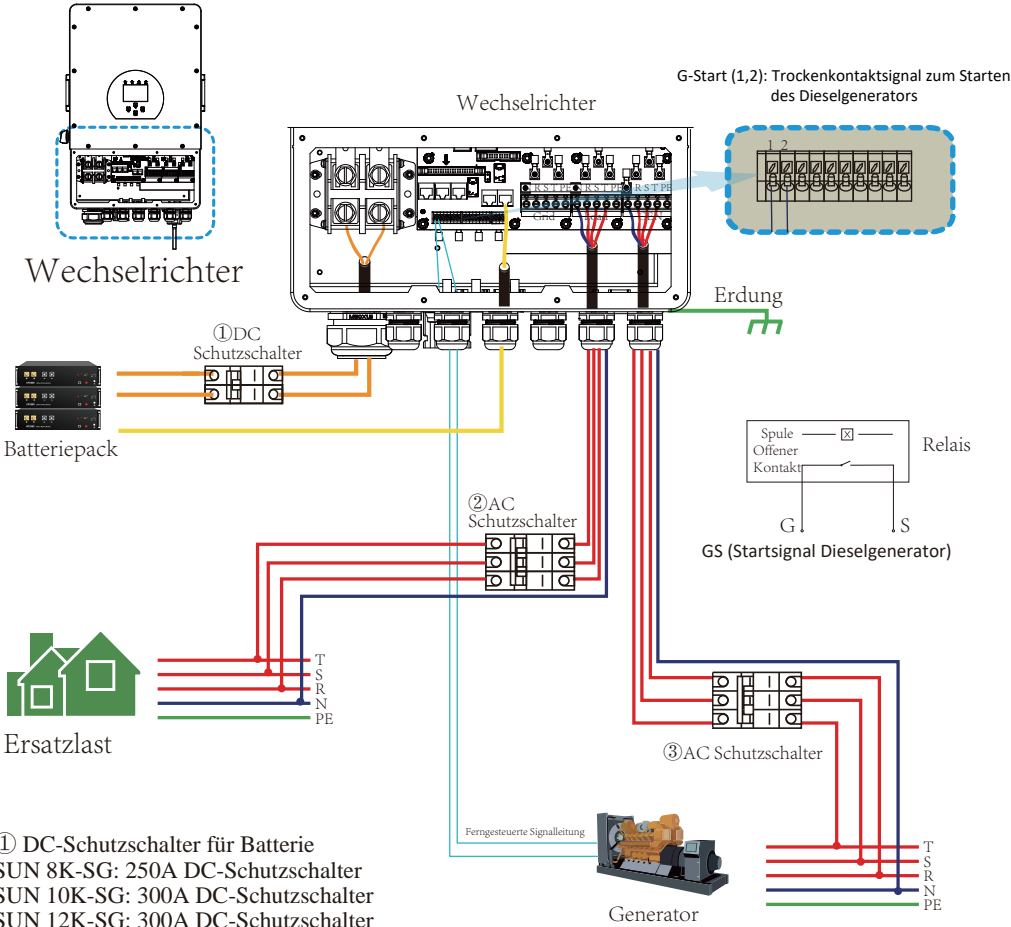 G-Start (1,2): Trockenkontaktsignal zum Starten
des Dieselgenerators
Wechselrichter
1 2
R S T PE R S T PE R S T PE
Grid
Wechselrichter
Erdung
①DC
Schutzschalter
Batteriepack
Spule
Offener
Kontakt
Relais
G
S
GS (Startsignal Dieselgenerator)
②AC
Schutzschalter
T
S
R
N
PE
Ersatzlast
③AC Schutzschalter
Ferngesteuerte Signalleitung
① DC-Schutzschalter für Batterie
SUN 8K-SG: 250A DC-Schutzschalter
SUN 10K-SG: 300A DC-Schutzschalter
SUN 12K-SG: 300A DC-Schutzschalter
Generator
T
S
R
N
PE